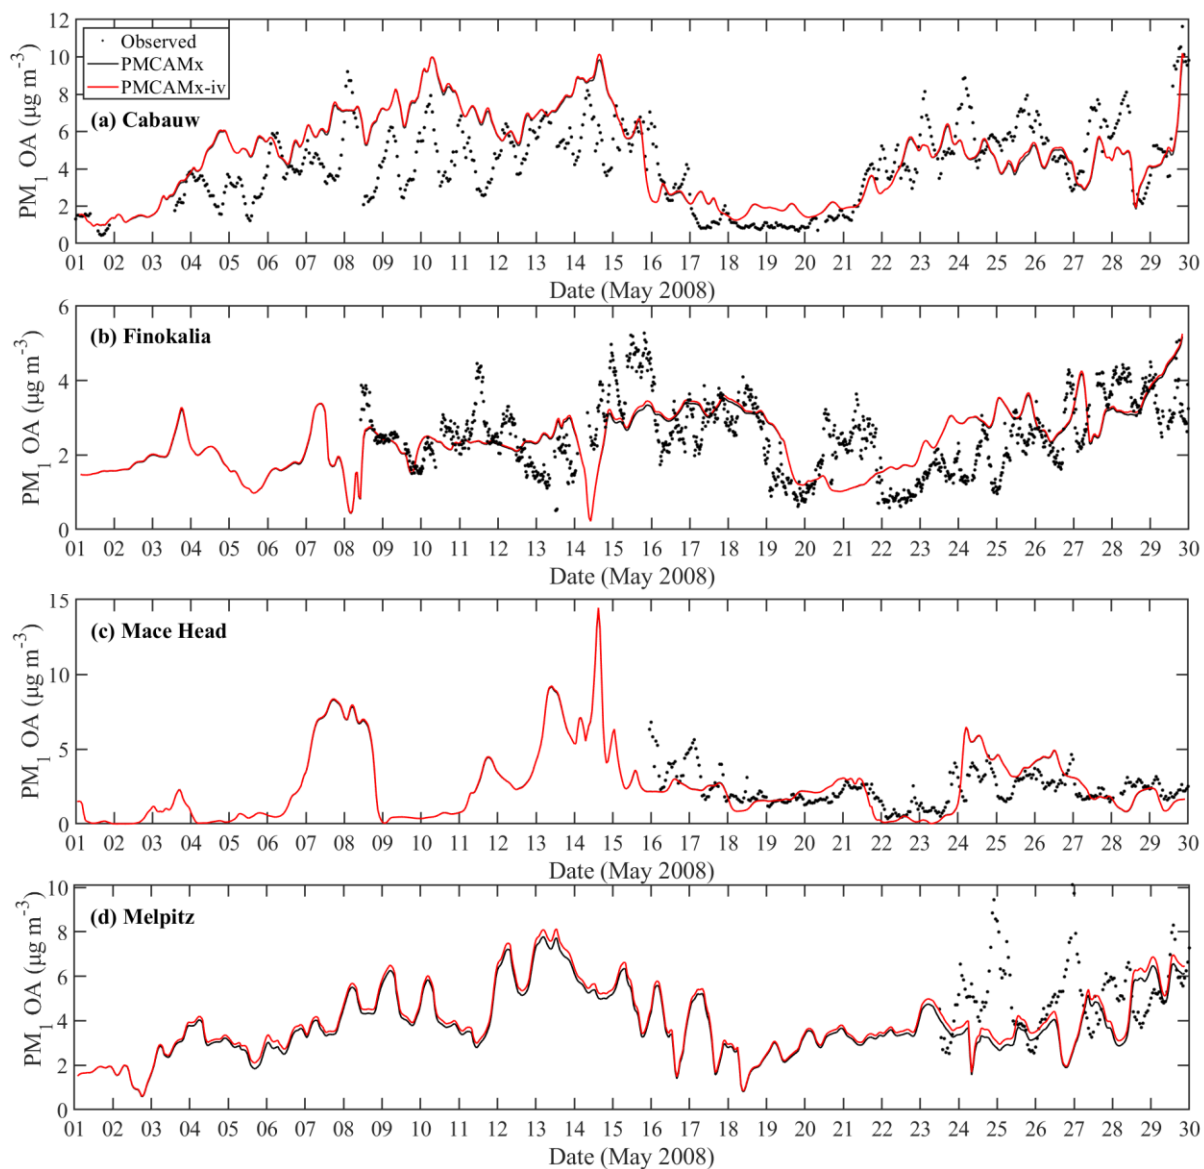 12
10
8
6
4
2
0
PM1 OA (μg m-3)
Observed
PMCAMx
PMCAMx-iv
(a) Cabauw
01 02 03 04 05 06 07 08 09 10 11 12 13 14 15 16 17 18 19 20 21 22 23 24 25 26 27 28 29 30
Date (May 2008)
6
4
2
0
PM1 OA (μg m-3)
(b) Finokalia
01 02 03 04 05 06 07 08 09 10 11 12 13 14 15 16 17 18 19 20 21 22 23 24 25 26 27 28 29 30
Date (May 2008)
15
10
5
0
PM1 OA (μg m-3)
(c) Mace Head
01 02 03 04 05 06 07 08 09 10 11 12 13 14 15 16 17 18 19 20 21 22 23 24 25 26 27 28 29 30
Date (May 2008)
10
8
6
4
2
0
PM1 OA (μg m-3)
(d) Melpitz
01 02 03 04 05 06 07 08 09 10 11 12 13 14 15 16 17 18 19 20 21 22 23 24 25 26 27 28 29 30
Date (May 2008)